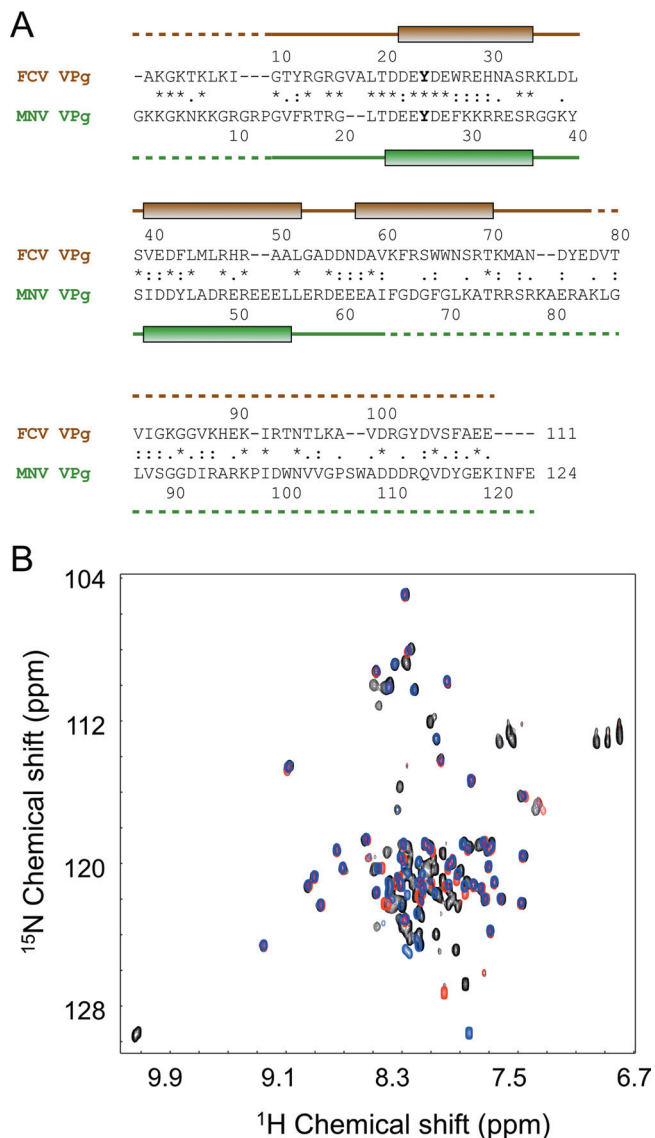 A
10 20 30
FCV VPg -AKGKTKLKI---GTYRGRGVALTDDEYDEWREHNASRKLDL
***.* *.:* ***:****::::: ** .
MNV VPg GKKGKNKKGRGRPGVFRTRG--LTDEEYDEFKKRRESRGGKY
10 20 30 40
40 50 60 70 80
FCV VPg SVEDFLMLRHR--AALGADDNDAVKFRSWWNSRTKMAN--DYEDVT
*::*: * * * .*:::*: .: *:. : :. :
MNV VPg SIDDYLADREREEELLERDEEEAIFGDGFGLKATRRSRKAERAKLG
50 60 70 80
90 100
FCV VPg VIGKGGVKHEK-IRTNTLKA--VDRGYDVSFAEE---- 111
:::*.* : .* *. .: *.* :* .*.
MNV VPg LVSGGDIRARKPIDWNVVGPSWADDDRQVDYGEKINFE 124
90 100 110 120
B
104
112
120
128
15N Chemical shift (ppm)
9.9 9.1 8.3 7.5 6.7
1H Chemical shift (ppm)